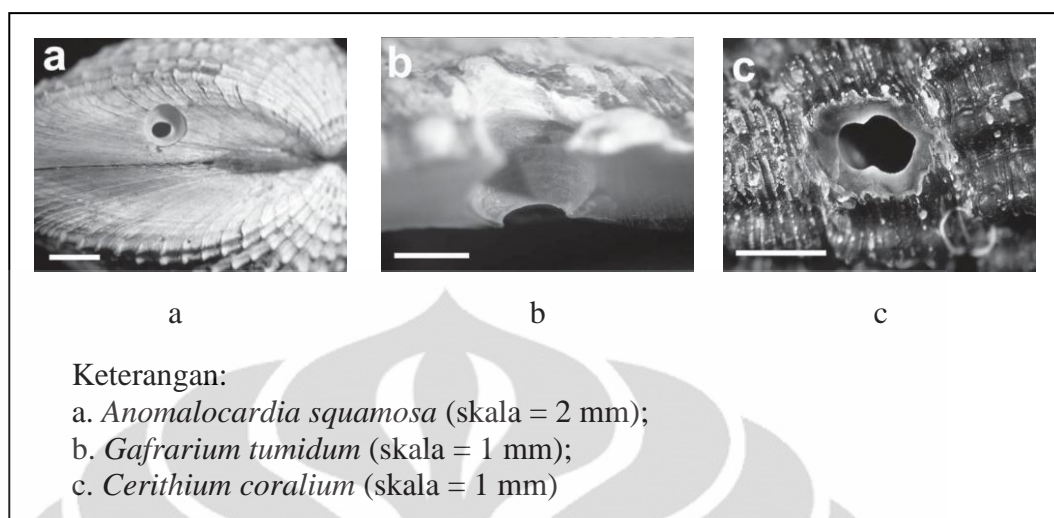 a b c
a b c
Keterangan:
a. Anomalocardia squamosa (skala = 2 mm);
b. Gafrarium tumidum (skala = 1 mm);
c. Cerithium coralium (skala = 1 mm)